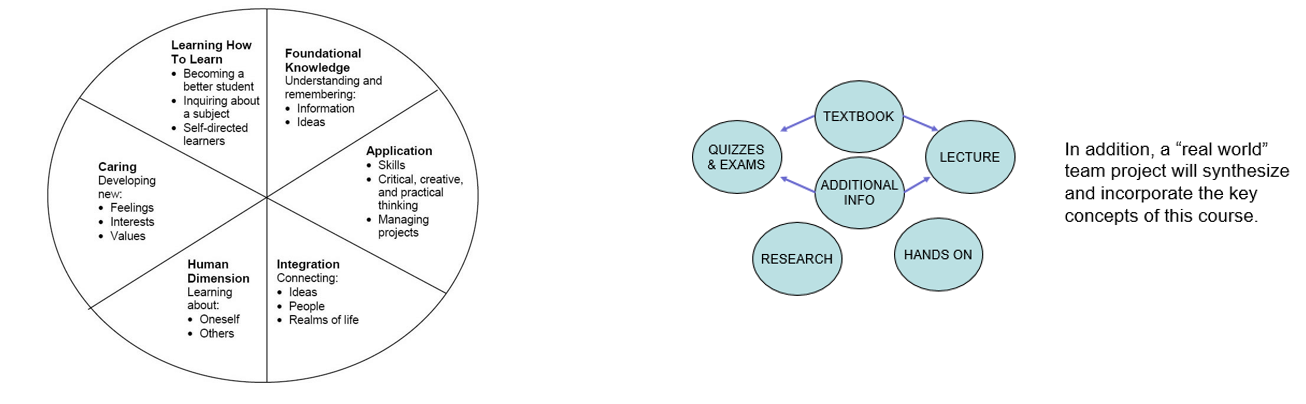 Learning How
To Learn
• Becoming a
better student
• Inquiring about
a subject
• Self-directed
learners
Foundational
Knowledge
Understanding and
remembering:
• Information
• Ideas
Application
• Skills
• Critical, creative,
and practical
thinking
• Managing
projects
Integration
Connecting:
• Ideas
• People
• Realms of life
Human
Dimension
Learning
about:
• Oneself
• Others
Caring
Developing
new:
• Feelings
• Interests
• Values
TEXTBOOK
QUIZZES
& EXAMS
LECTURE
ADDITIONAL
INFO
RESEARCH
HANDS ON
In addition, a “real world”
team project will synthesize
and incorporate the key
concepts of this course.